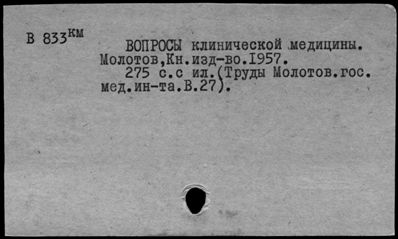 В 833км
ВОПРОСЫ клинической медицины.
Молотов,Кн.изд-во.1957.
275 с.с ил.(Труды Молотов.гос.
мед.ин-та.В.27).